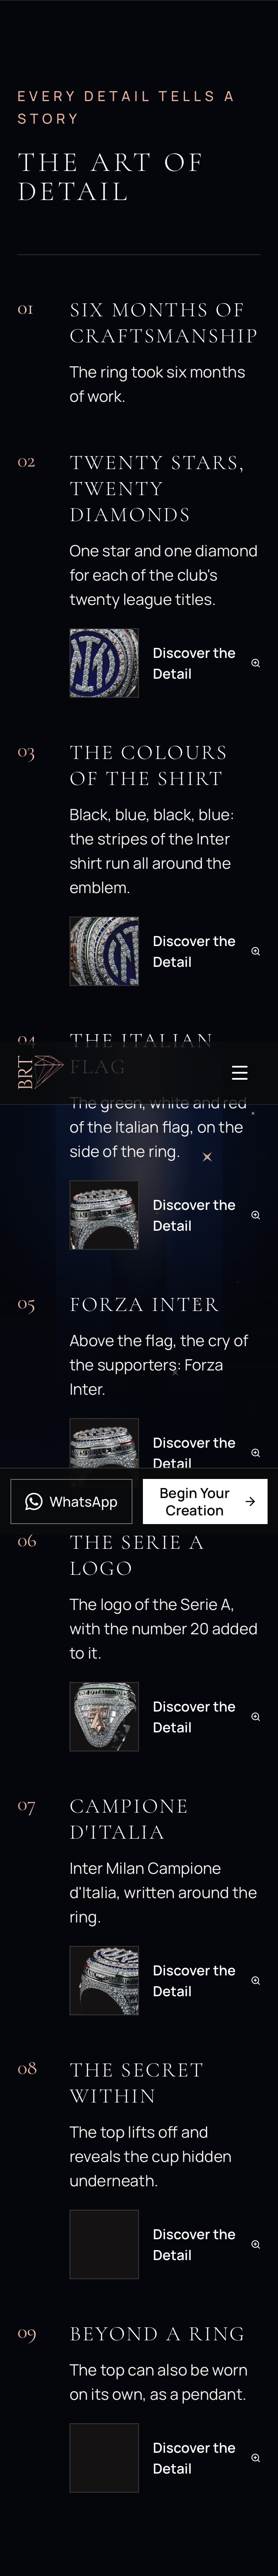 EVERY DETAIL TELLS A
STORY
THE ART OF
DETAIL
01
SIX MONTHS OF
CRAFTSMANSHIP
The ring took six months
of work.
02
TWENTY STARS,
TWENTY
DIAMONDS
One star and one diamond
for each of the club's
twenty league titles.
Discover the
Detail
03
THE COLOURS
OF THE SHIRT
Black, blue, black, blue:
the stripes of the Inter
shirt run all around the
emblem.
Discover the
Detail
04
THE ITALIAN
FLAG
BRT
The green, white and red
of the Italian flag, on the
side of the ring.
Discover the
Detail
05
FORZA INTER
Above the flag, the cry of
the supporters: Forza
Inter.
Discover the
Detail
WhatsApp
Begin Your
Creation
06
THE SERIE A
LOGO
The logo of the Serie A,
with the number 20 added
to it.
Discover the
Detail
07
CAMPIONE
D'ITALIA
Inter Milan Campione
d'Italia, written around the
ring.
Discover the
Detail
08
THE SECRET
WITHIN
The top lifts off and
reveals the cup hidden
underneath.
Discover the
Detail
09
BEYOND A RING
The top can also be worn
on its own, as a pendant.
Discover the
Detail